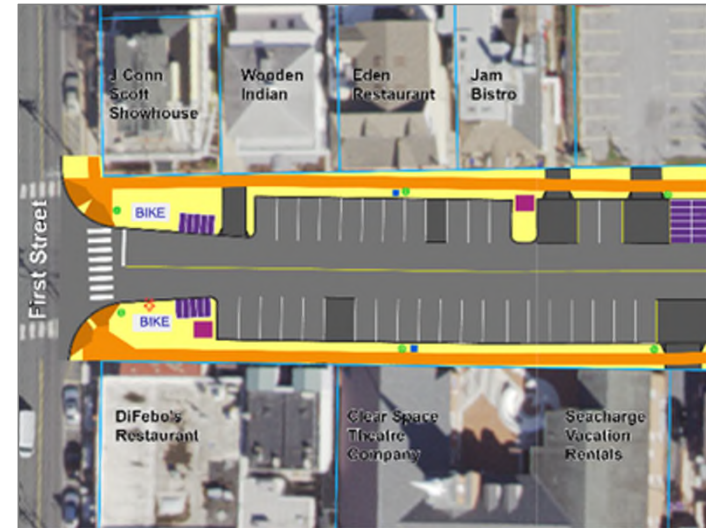 J Conn
Scott
Showhouse
Wooden
Indian
Eden
Restaurant
Jam
Bistro
BIKE
First Street
BIKE
DiFebo's
Restaurant
Clear Space
Theatre
Company
Seacharge
Vacation
Rentals